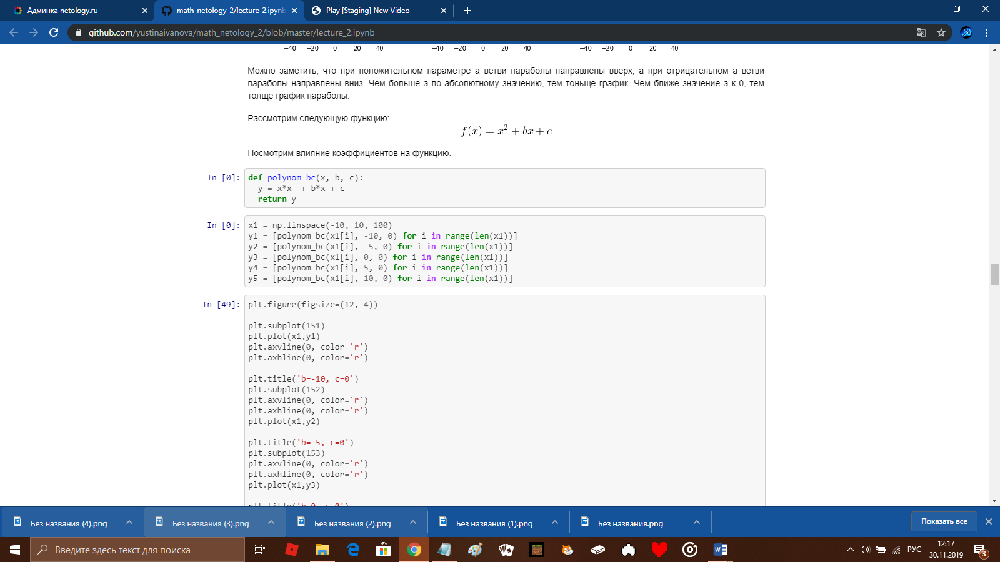 Админка netology.ru
math_netology_2/lecture_2.ipynb
Play [Staging] New Video
github.com/yustinaivanova/math_netology_2/blob/master/lecture_2.ipynb
−40 −20 0 20 40 −40 −20 0 20 40 −40 −20 0 20 40
Можно заметить, что при положительном параметре a ветви параболы направлены вверх, а при отрицательном a ветви
параболы направлены вниз. Чем больше a по абсолютному значению, тем тоньще график. Чем ближе значение a к 0, тем
толще график параболы.
Рассмотрим следующую функцию:
f(x) = x² + bx + c
Посмотрим влияние коэффициентов на функцию.
In [0]:
def polynom_bc(x, b, c):
  y = x*x  + b*x + c
  return y
In [0]:
x1 = np.linspace(-10, 10, 100)
y1 = [polynom_bc(x1[i], -10, 0) for i in range(len(x1))]
y2 = [polynom_bc(x1[i], -5, 0) for i in range(len(x1))]
y3 = [polynom_bc(x1[i], 0, 0) for i in range(len(x1))]
y4 = [polynom_bc(x1[i], 5, 0) for i in range(len(x1))]
y5 = [polynom_bc(x1[i], 10, 0) for i in range(len(x1))]
In [49]:
plt.figure(figsize=(12, 4))
plt.subplot(151)
plt.plot(x1,y1)
plt.axvline(0, color='r')
plt.axhline(0, color='r')
plt.title('b=-10, c=0')
plt.subplot(152)
plt.axvline(0, color='r')
plt.axhline(0, color='r')
plt.plot(x1,y2)
plt.title('b=-5, c=0')
plt.subplot(153)
plt.axvline(0, color='r')
plt.axhline(0, color='r')
plt.plot(x1,y3)
plt.title('b=0, c=0')
Без названия (4).png
Без названия (3).png
Без названия (2).png
Без названия (1).png
Без названия.png
Показать все
Введите здесь текст для поиска
РУС
12:17
30.11.2019
3